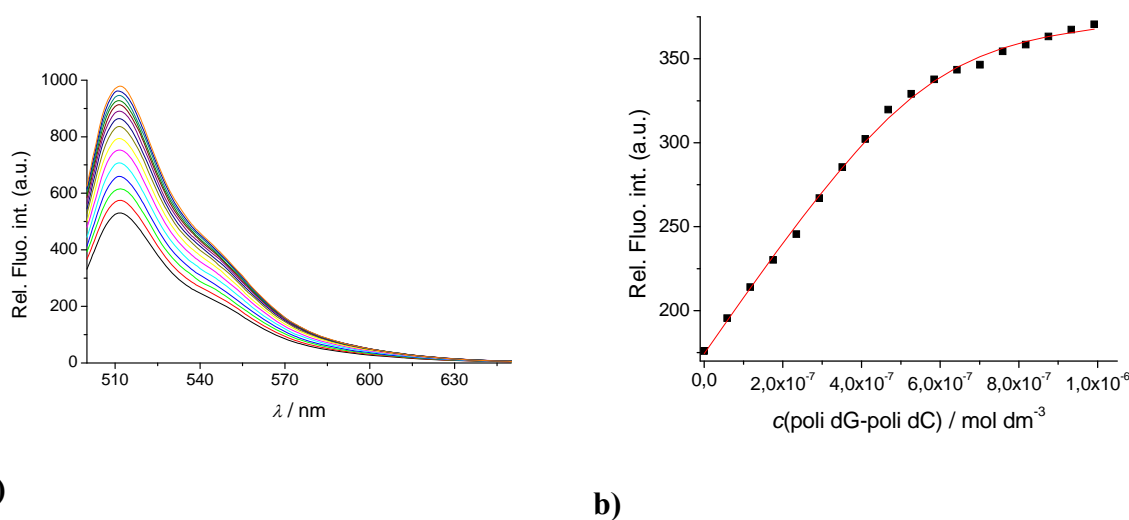 1000
800
600
400
200
0
Rel. Fluo. int. (a.u.)
510 540 570 600 630
λ / nm
)
350
300
250
200
Rel. Fluo. int. (a.u.)
0,0 2,0x10⁻⁷ 4,0x10⁻⁷ 6,0x10⁻⁷ 8,0x10⁻⁷ 1,0x10⁻⁶
c(poli dG-poli dC) / mol dm⁻³
b)